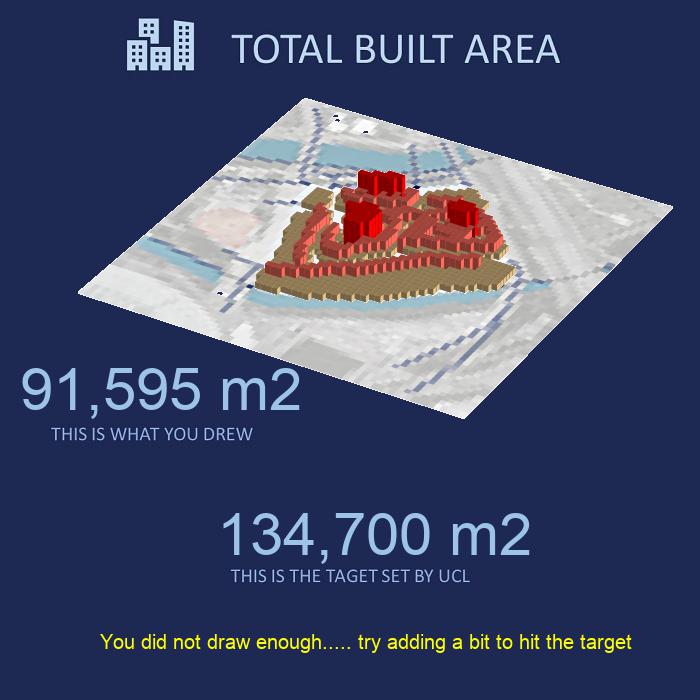 TOTAL BUILT AREA
91,595 m2
THIS IS WHAT YOU DREW
134,700 m2
THIS IS THE TAGET SET BY UCL
You did not draw enough..... try adding a bit to hit the target